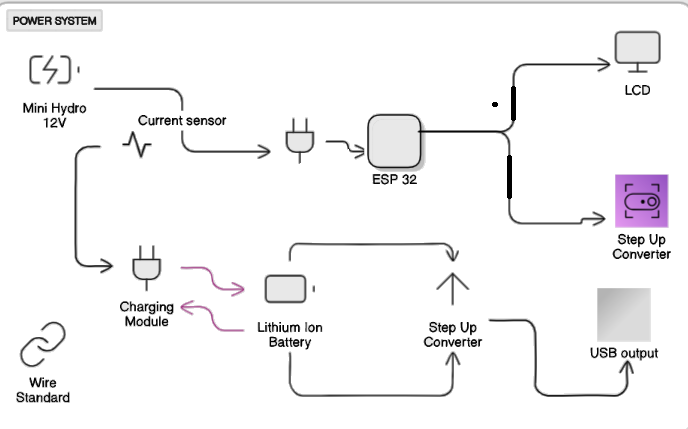 POWER SYSTEM
Mini Hydro
12V
Current sensor
ESP 32
LCD
Step Up
Converter
Charging
Module
Lithium Ion
Battery
Step Up
Converter
USB output
Wire
Standard